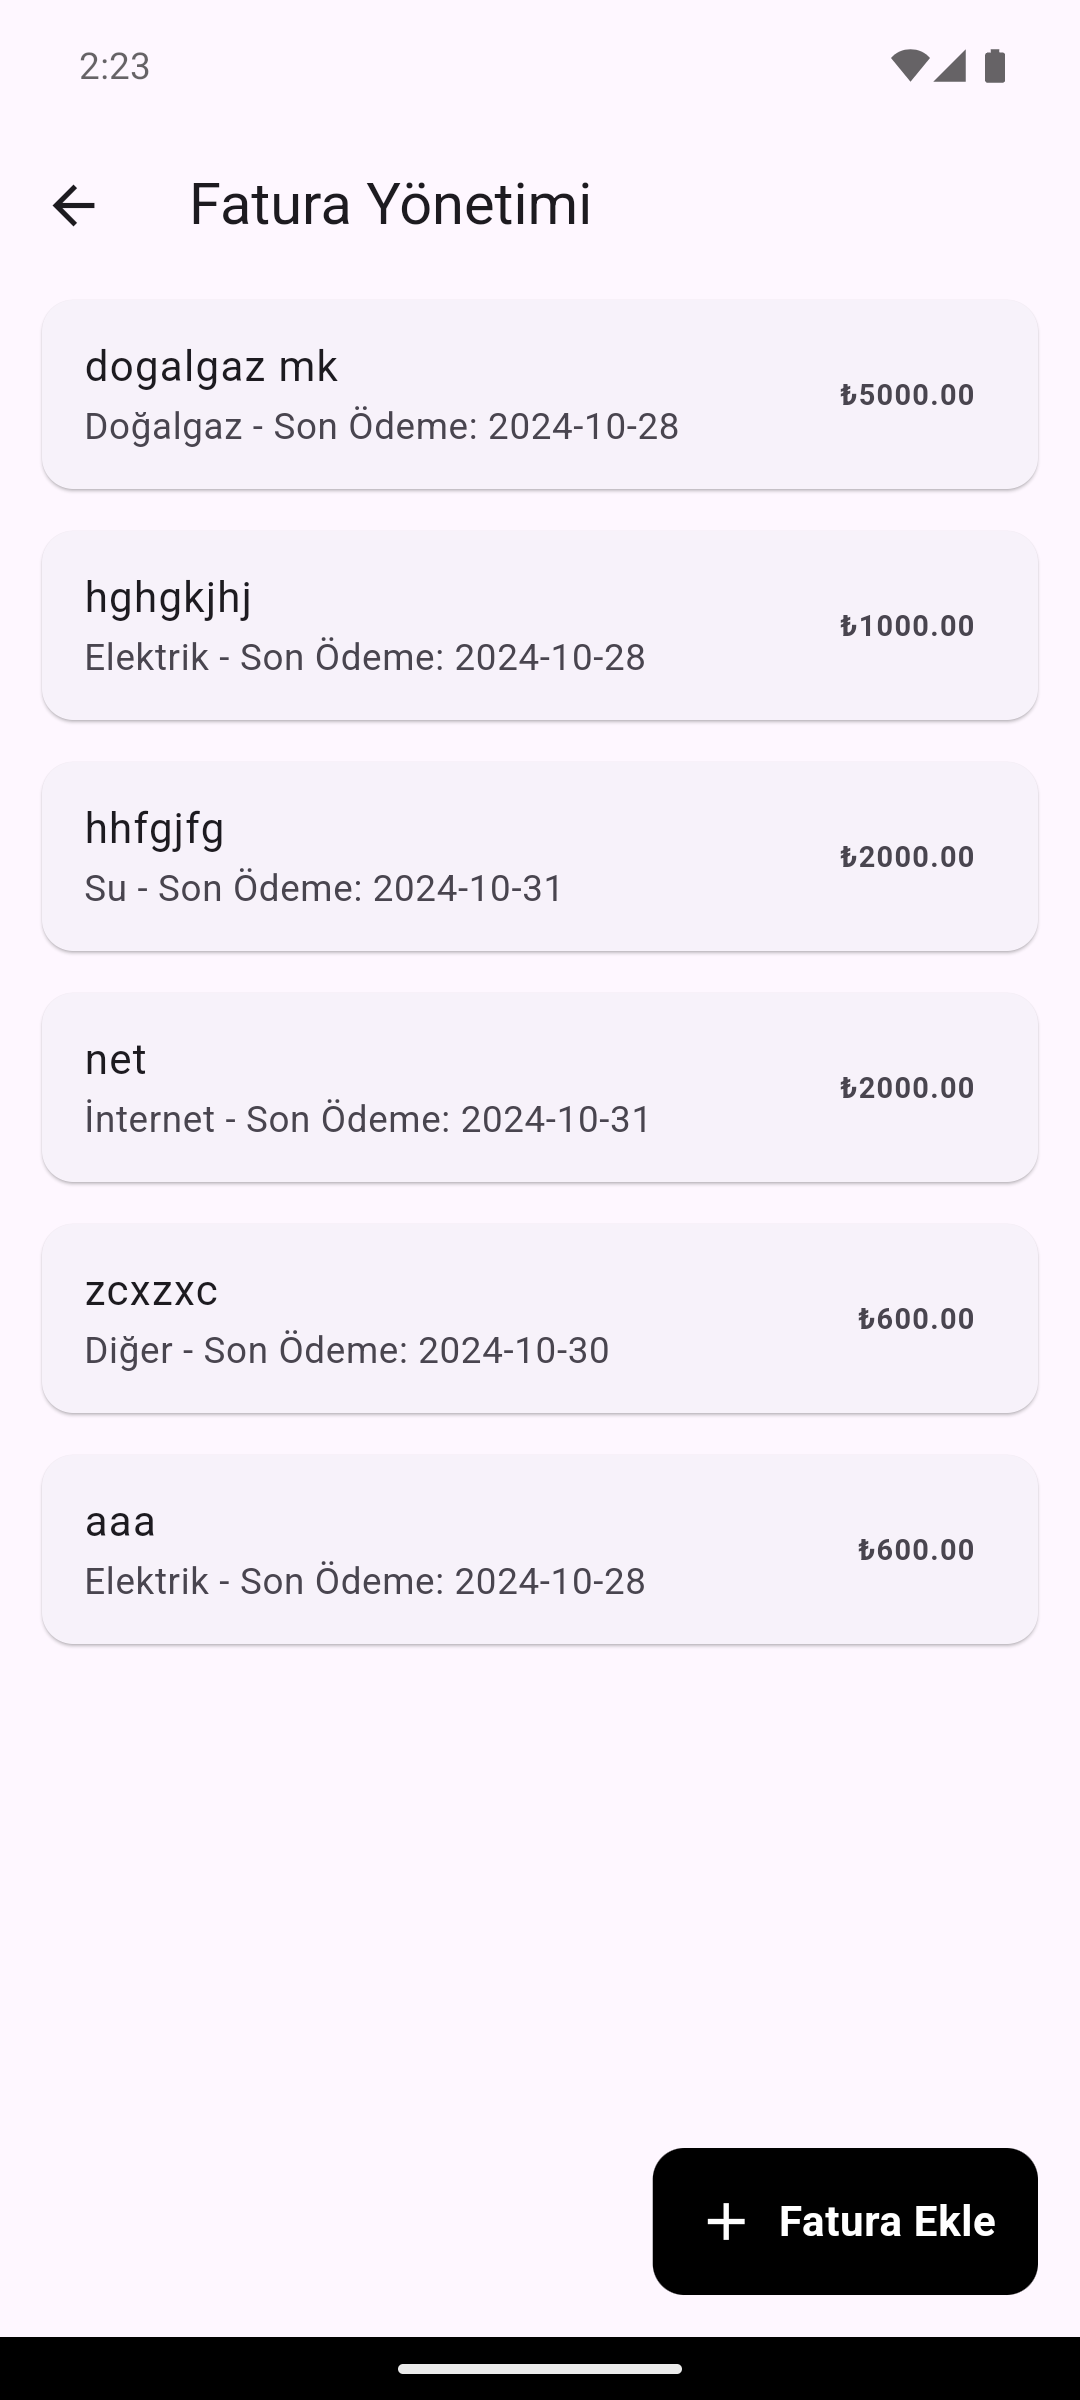 2:23
Fatura Yönetimi
dogalgaz mk
Doğalgaz - Son Ödeme: 2024-10-28
₺5000.00
hghgkjhj
Elektrik - Son Ödeme: 2024-10-28
₺1000.00
hhfgjfg
Su - Son Ödeme: 2024-10-31
₺2000.00
net
İnternet - Son Ödeme: 2024-10-31
₺2000.00
zcxzxc
Diğer - Son Ödeme: 2024-10-30
₺600.00
aaa
Elektrik - Son Ödeme: 2024-10-28
₺600.00
Fatura Ekle